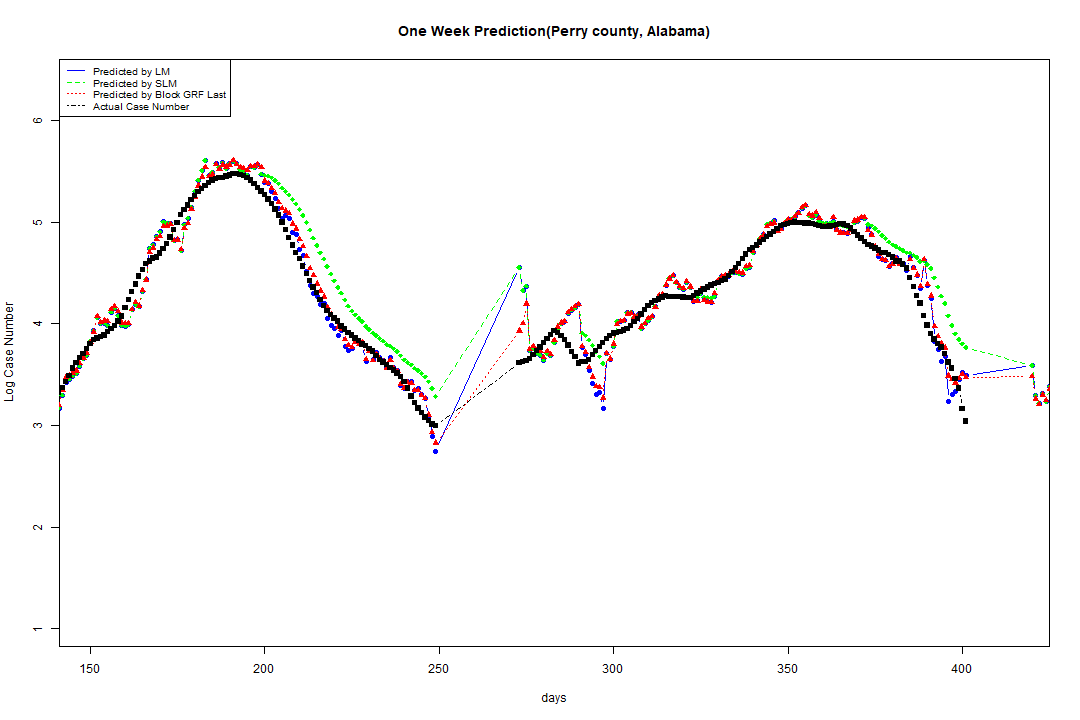 One Week Prediction(Perry county, Alabama)
Predicted by LM
Predicted by SLM
Predicted by Block GRF Last
Actual Case Number
6
5
4
3
2
1
Log Case Number
150 200 250 300 350 400
days